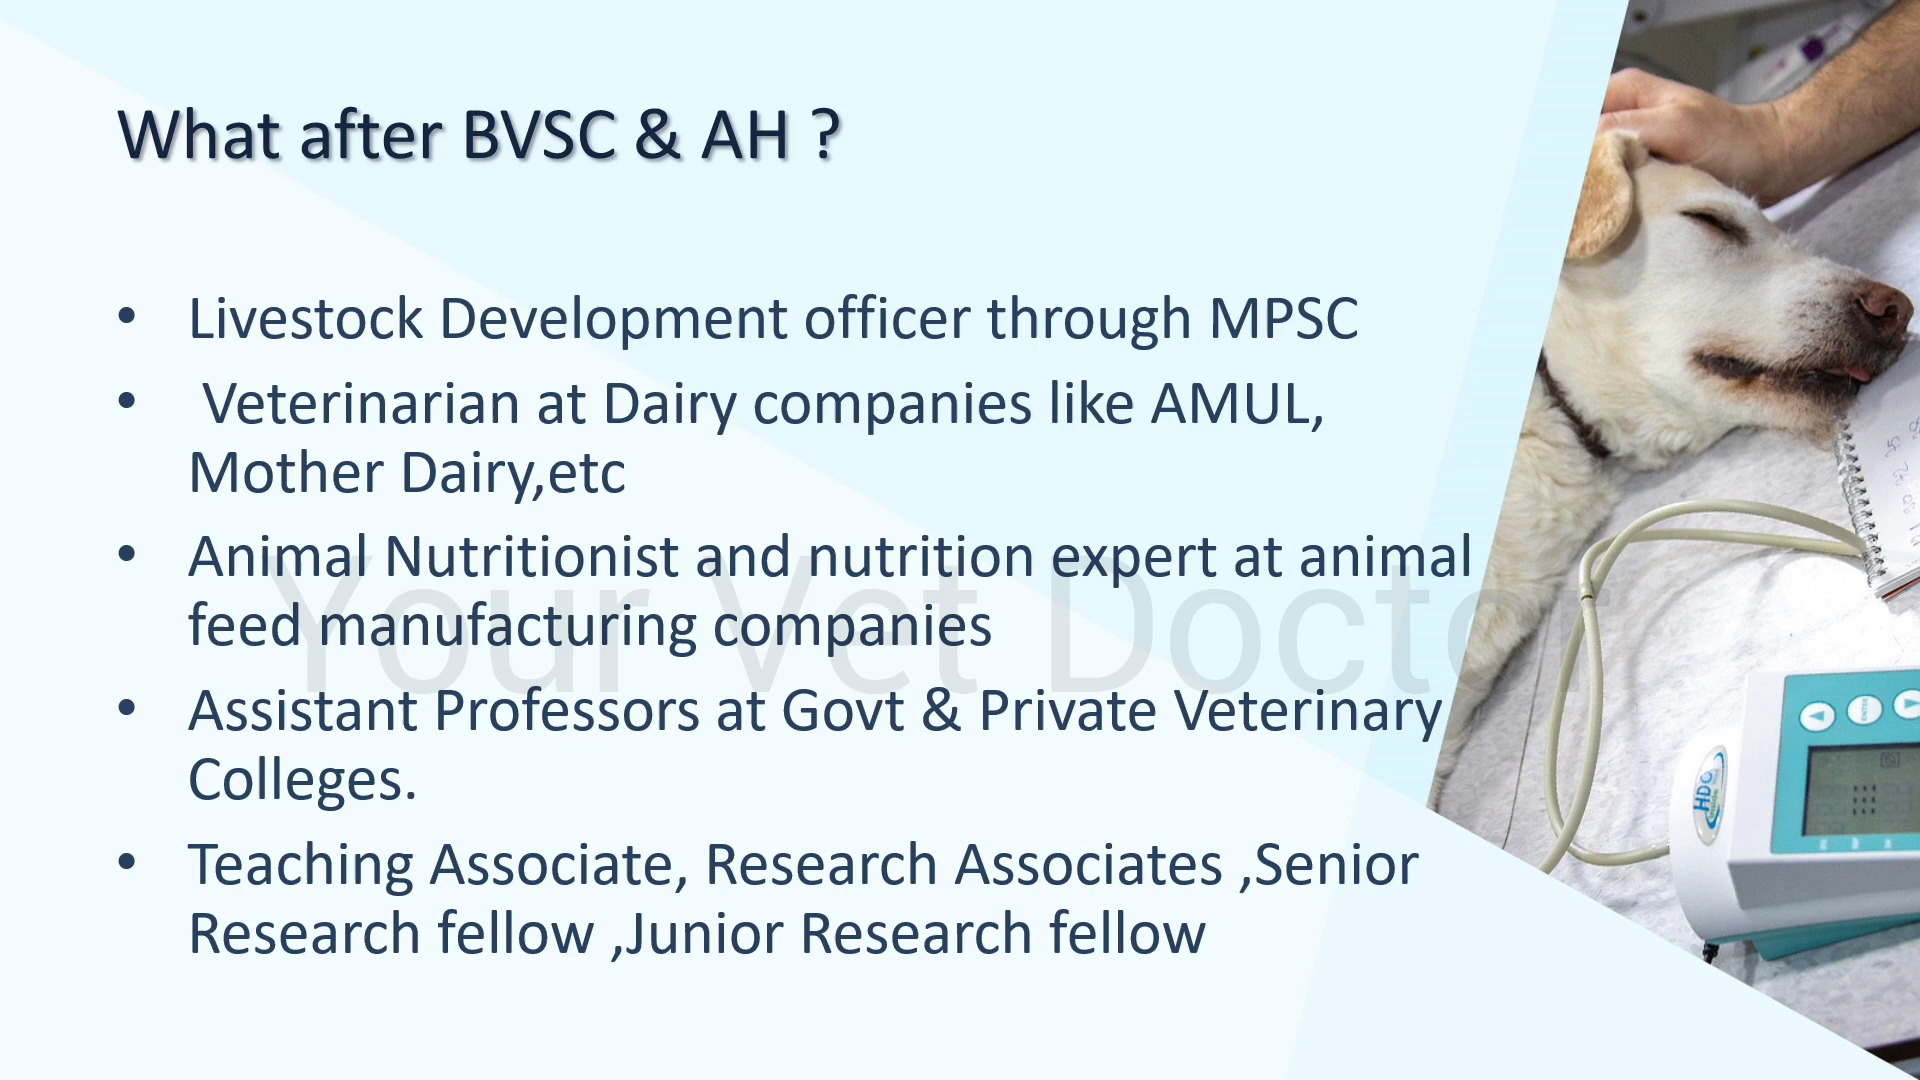 What after BVSC & AH ?
• Livestock Development officer through MPSC
• Veterinarian at Dairy companies like AMUL,
Mother Dairy,etc
• Animal Nutritionist and nutrition expert at animal
feed manufacturing companies
Your Vet Doctor
• Assistant Professors at Govt & Private Veterinary
Colleges.
• Teaching Associate, Research Associates ,Senior
Research fellow ,Junior Research fellow
ENTER
HDO